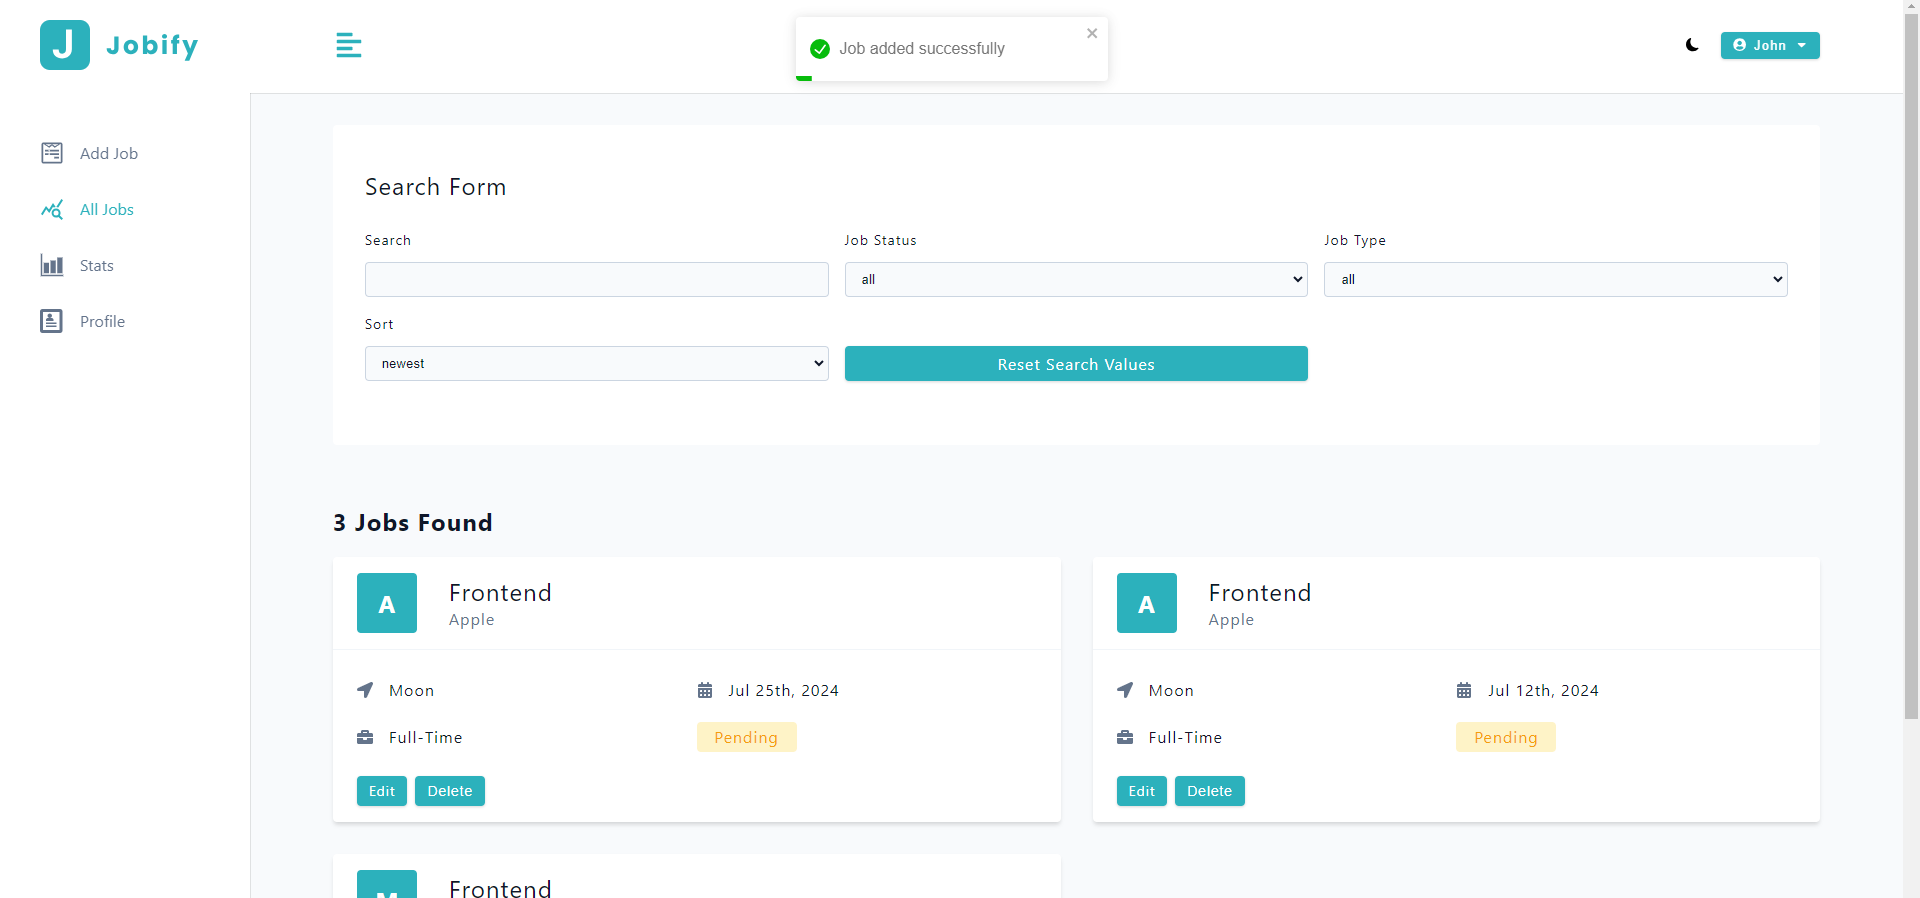 J Jobify
Job added successfully
John
Add Job
All Jobs
Stats
Profile
Search Form
Search
Job Status
Job Type
all
all
Sort
newest
Reset Search Values
3 Jobs Found
A
Frontend
Apple
Moon
Jul 25th, 2024
Full-Time
Pending
Edit
Delete
A
Frontend
Apple
Moon
Jul 12th, 2024
Full-Time
Pending
Edit
Delete
M
Frontend